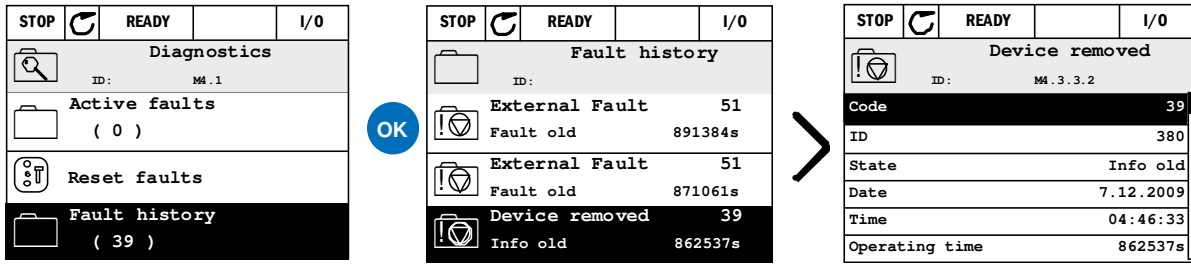 STOP READY I/O
Diagnostics
ID: M4.1
Active faults
( 0 )
Reset faults
Fault history
( 39 )
OK
STOP READY I/O
Fault history
ID:
External Fault 51
Fault old 891384s
External Fault 51
Fault old 871061s
Device removed 39
Info old 862537s
STOP READY I/O
Device removed
ID: M4.3.3.2
Code 39
ID 380
State Info old
Date 7.12.2009
Time 04:46:33
Operating time 862537s